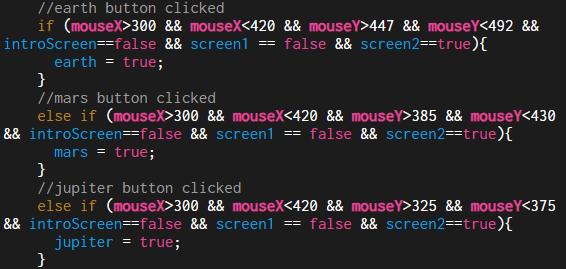 //earth button clicked
if (mouseX>300 && mouseX<420 && mouseY>447 && mouseY<492 &&
introScreen==false && screen1 == false && screen2==true){
earth = true;
}
//mars button clicked
else if (mouseX>300 && mouseX<420 && mouseY>385 && mouseY<430
&& introScreen==false && screen1 == false && screen2==true){
mars = true;
}
//jupiter button clicked
else if (mouseX>300 && mouseX<420 && mouseY>325 && mouseY<375
&& introScreen==false && screen1 == false && screen2==true){
jupiter = true;
}